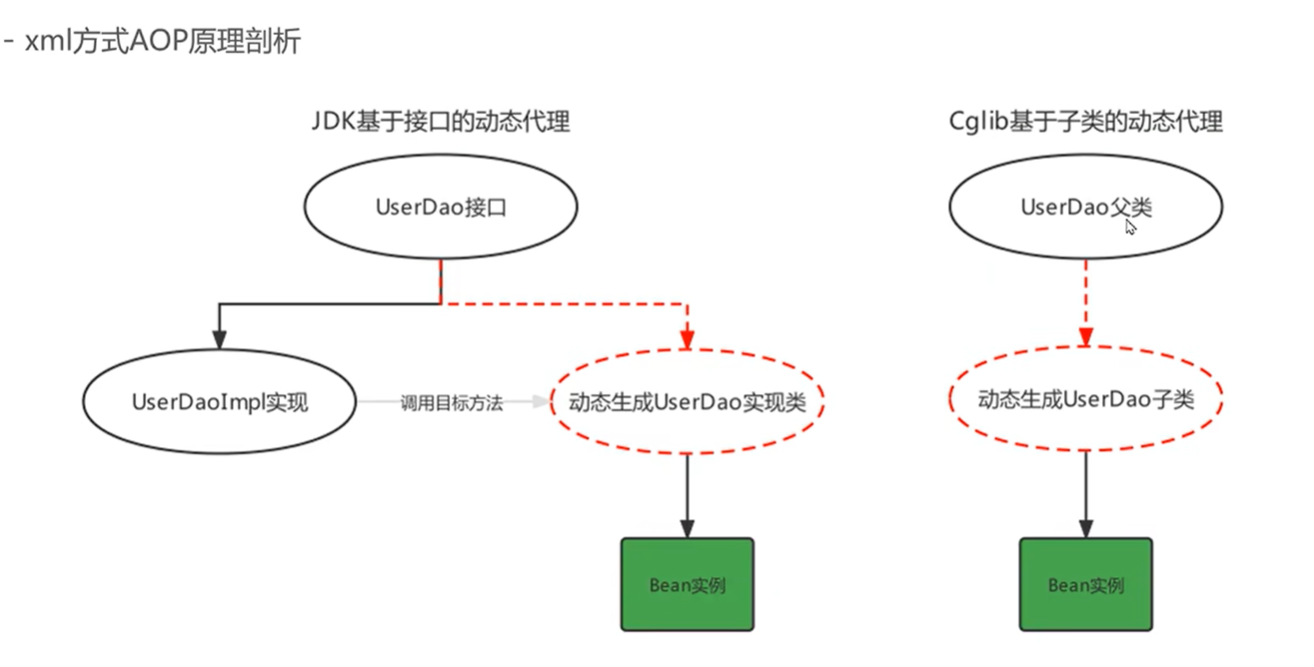 - xml方式AOP原理剖析
JDK基于接口的动态代理
Cglib基于子类的动态代理
UserDao接口
UserDao父类
UserDaoImpl实现
调用目标方法
动态生成UserDao实现类
动态生成UserDao子类
Bean实例
Bean实例